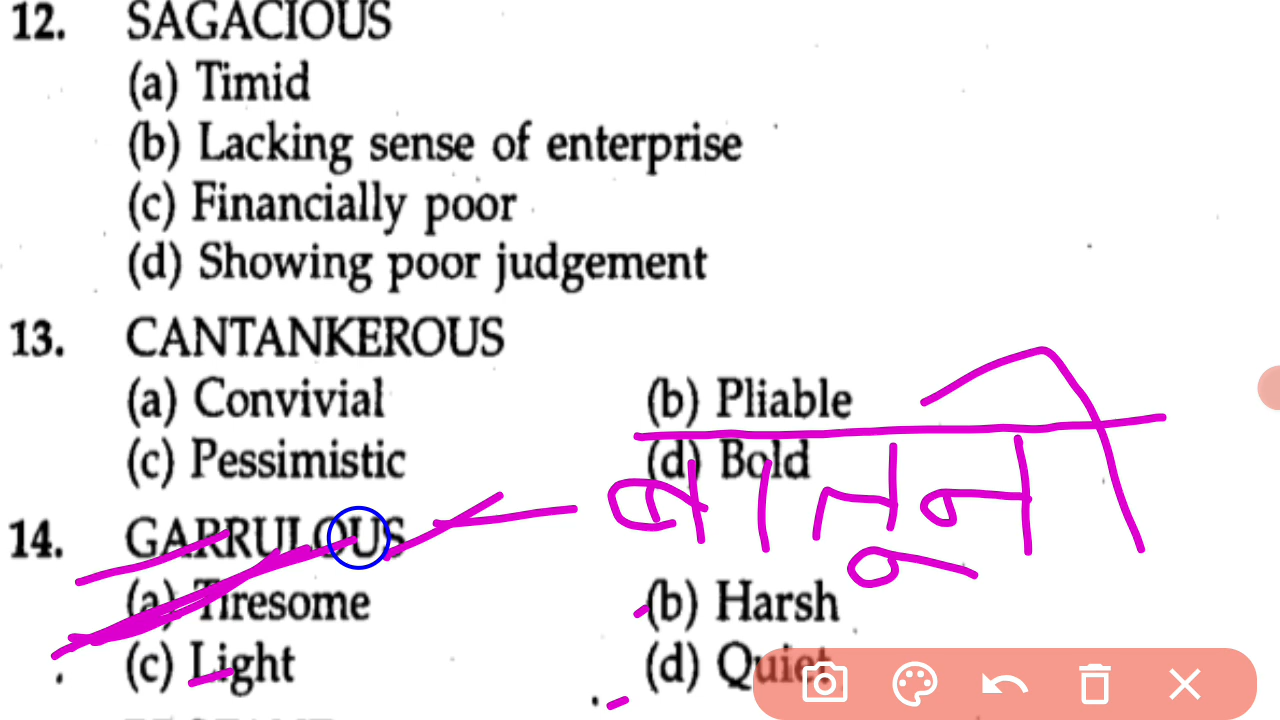 12. SAGACIOUS
(a) Timid
(b) Lacking sense of enterprise
(c) Financially poor
(d) Showing poor judgement
13. CANTANKEROUS
(a) Convivial (b) Pliable
(c) Pessimistic (d) Bold
बातूनी
14. GARRULOUS
(a) Tiresome (b) Harsh
(c) Light (d) Quiet